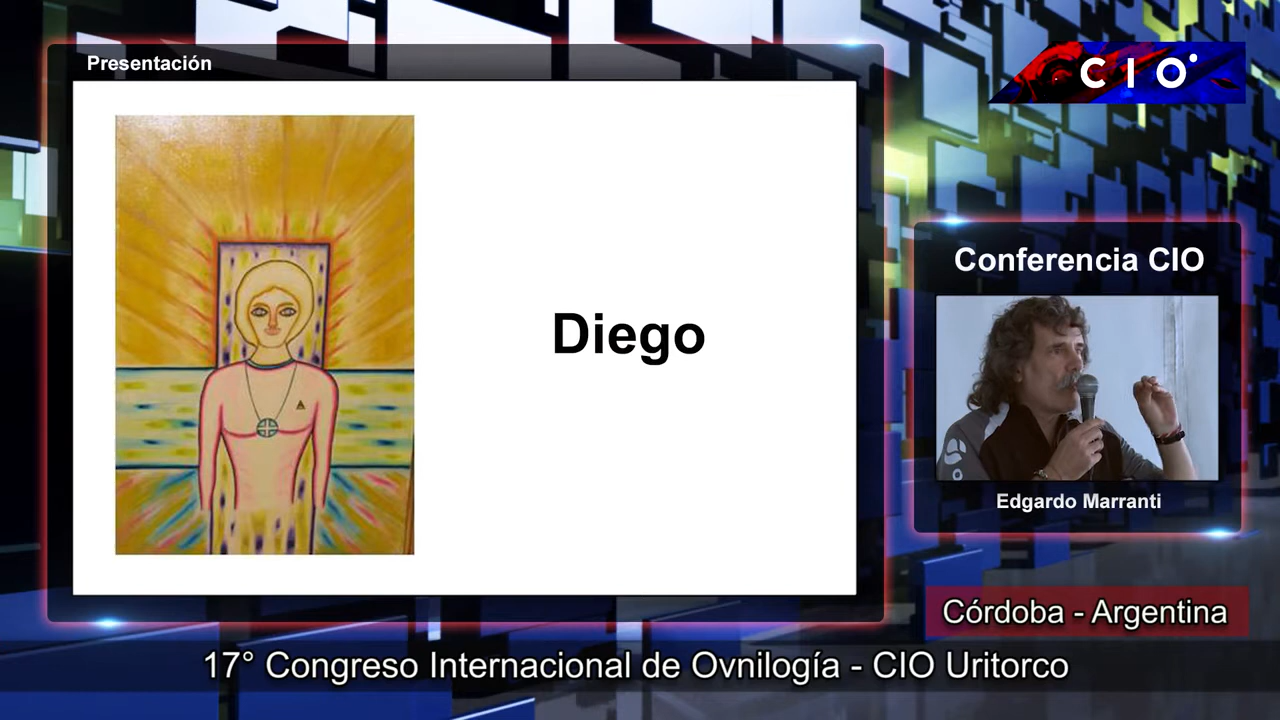 Presentación
CIO
Conferencia CIO
Diego
Edgardo Marranti
Córdoba - Argentina
17° Congreso Internacional de Ovnilogía - CIO Uritorco